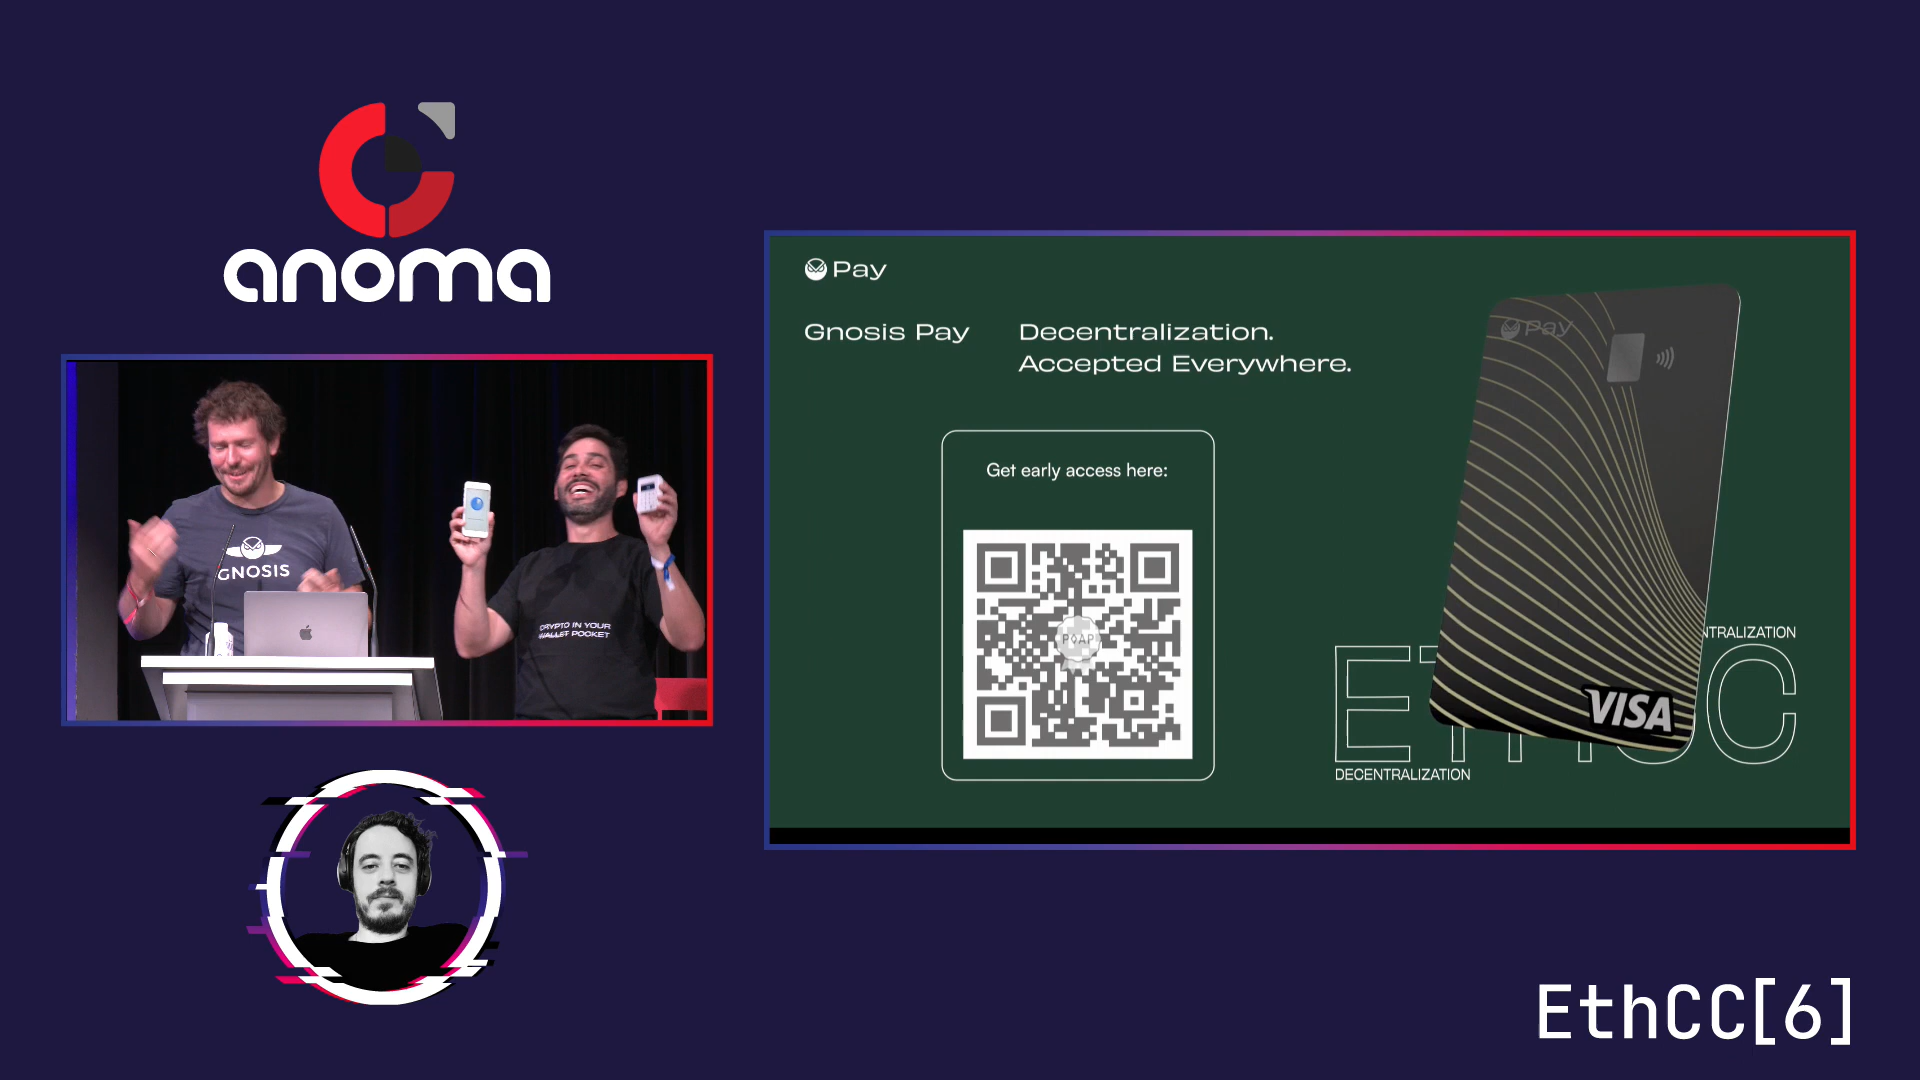 anoma
GNOSIS
CRYPTO IN YOUR
WALLET POCKET
Pay
Gnosis Pay
Decentralization.
Accepted Everywhere.
Get early access here:
POAP
Pay
VISA
NTRALIZATION
ETHCC
DECENTRALIZATION
EthCC[6]